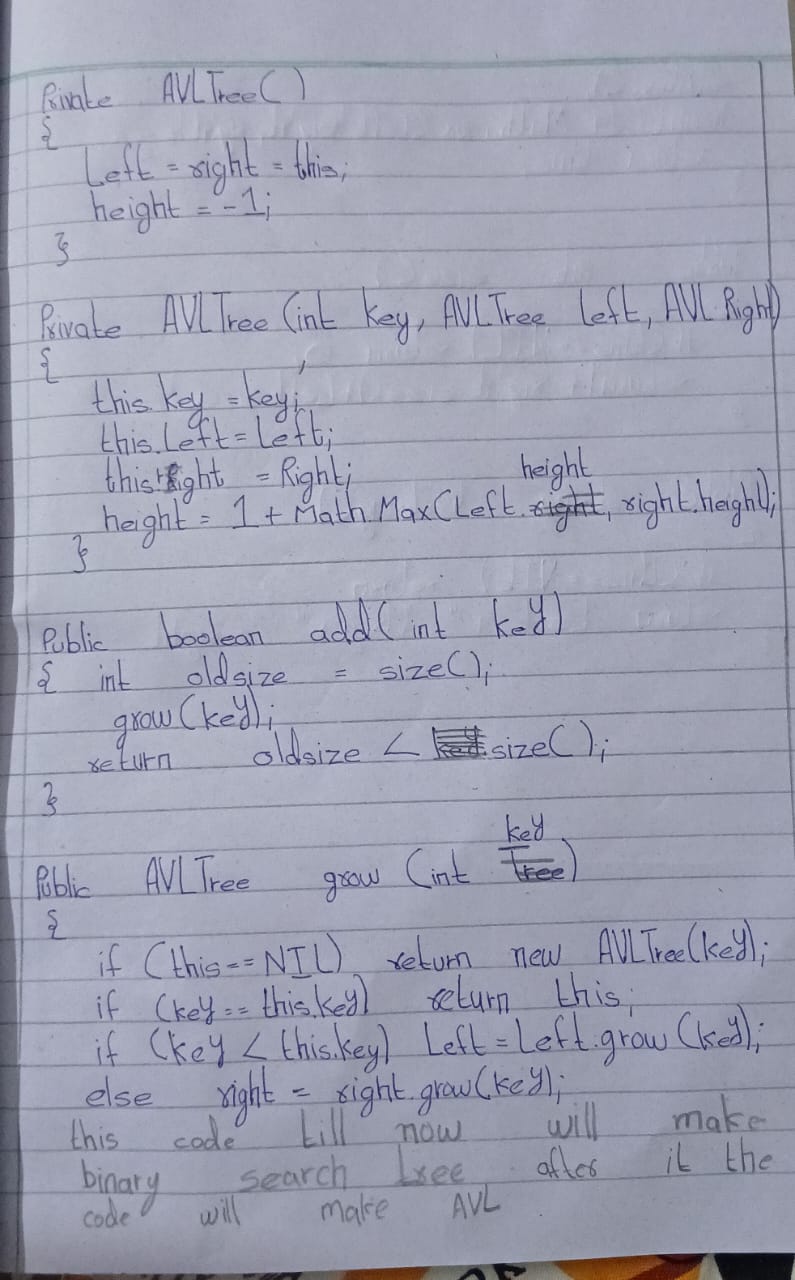 Private AVLTree()
{
Left = right = this;
height = -1;
}
Private AVLTree (int key, AVLTree left, AVL Right)
{
this.key = key;
this.Left = Left;
this.right = Right;
height
height = 1 + Math.Max(Left.right, right.height);
}
Public boolean add(int key)
{ int oldsize = size();
grow(key);
return oldsize < size();
}
key
Public AVLTree grow (int Tree)
{
if (this == NIL) return new AVLTree(key);
if (key == this.key) return this;
if (key < this.key) Left = Left.grow(key);
else right = right.grow(key);
this code till now will make
binary search tree after it the
code will make AVL